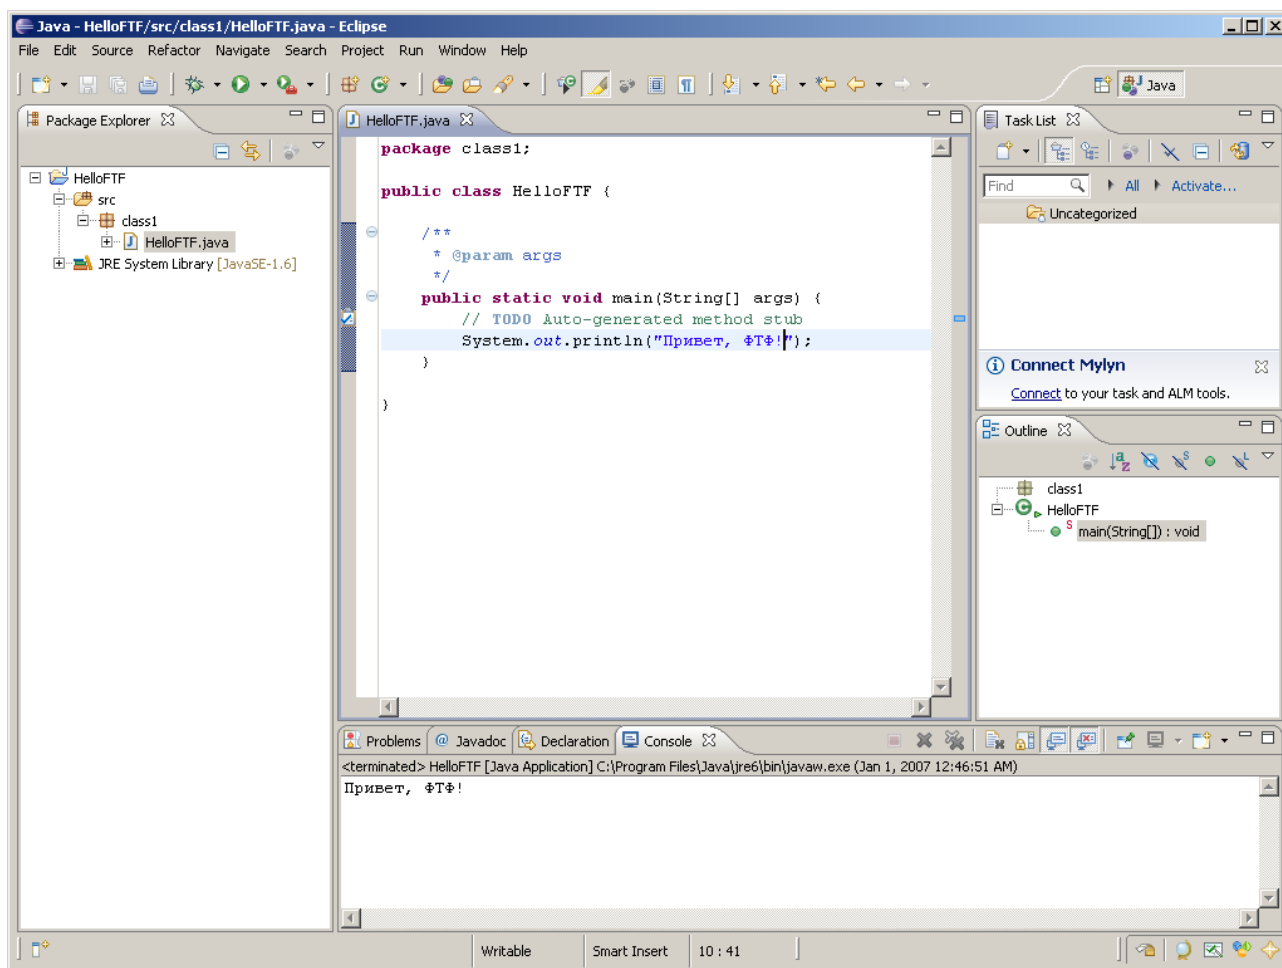 Java - HelloFTF/src/class1/HelloFTF.java - Eclipse
File Edit Source Refactor Navigate Search Project Run Window Help
Java
Package Explorer
HelloFTF
src
class1
HelloFTF.java
JRE System Library [JavaSE-1.6]
HelloFTF.java
package class1;
public class HelloFTF {
/**
* @param args
*/
public static void main(String[] args) {
// TODO Auto-generated method stub
System.out.println("Привет, ФТФ!");
}
}
Task List
Find All Activate...
Uncategorized
Connect Mylyn
Connect to your task and ALM tools.
Outline
class1
HelloFTF
main(String[]) : void
Problems Javadoc Declaration Console
<terminated> HelloFTF [Java Application] C:\Program Files\Java\jre6\bin\javaw.exe (Jan 1, 2007 12:46:51 AM)
Привет, ФТФ!
Writable Smart Insert 10 : 41